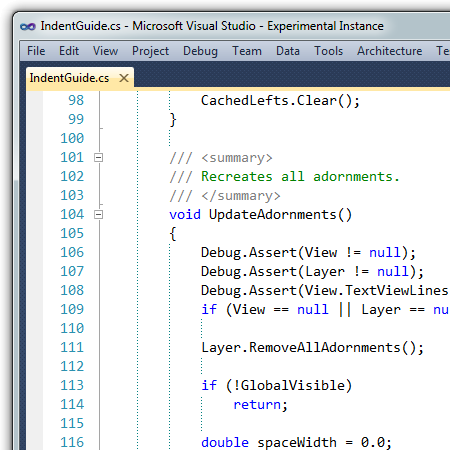 IndentGuide.cs - Microsoft Visual Studio - Experimental Instance
File Edit View Project Debug Team Data Tools Architecture Te
IndentGuide.cs ×
98 CachedLefts.Clear();
99 }
100
101 /// <summary>
102 /// Recreates all adornments.
103 /// </summary>
104 void UpdateAdornments()
105 {
106 Debug.Assert(View != null);
107 Debug.Assert(Layer != null);
108 Debug.Assert(View.TextViewLines
109 if (View == null || Layer == nu
110
111 Layer.RemoveAllAdornments();
112
113 if (!GlobalVisible)
114 return;
115
116 double spaceWidth = 0.0;